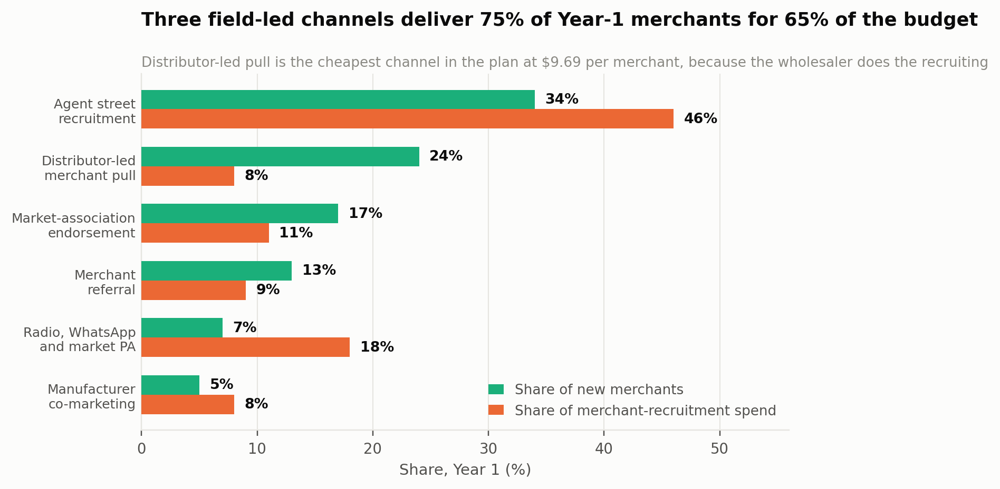 Three field-led channels deliver 75% of Year-1 merchants for 65% of the budget
Distributor-led pull is the cheapest channel in the plan at $9.69 per merchant, because the wholesaler does the recruiting
Agent street
recruitment
34%
46%
Distributor-led
merchant pull
24%
8%
Market-association
endorsement
17%
11%
Merchant
referral
13%
9%
Radio, WhatsApp
and market PA
7%
18%
Manufacturer
co-marketing
5%
8%
Share of new merchants
Share of merchant-recruitment spend
0 10 20 30 40 50
Share, Year 1 (%)